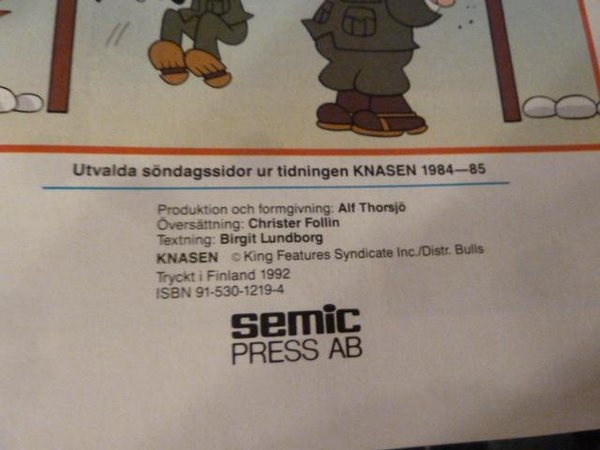 Utvalda söndagssidor ur tidningen KNASEN 1984—85
Produktion och formgivning: Alf Thorsjö
Översättning: Christer Follin
Textning: Birgit Lundborg
KNASEN © King Features Syndicate Inc./Distr. Bulls
Tryckt i Finland 1992
ISBN 91-530-1219-4
semic
PRESS AB